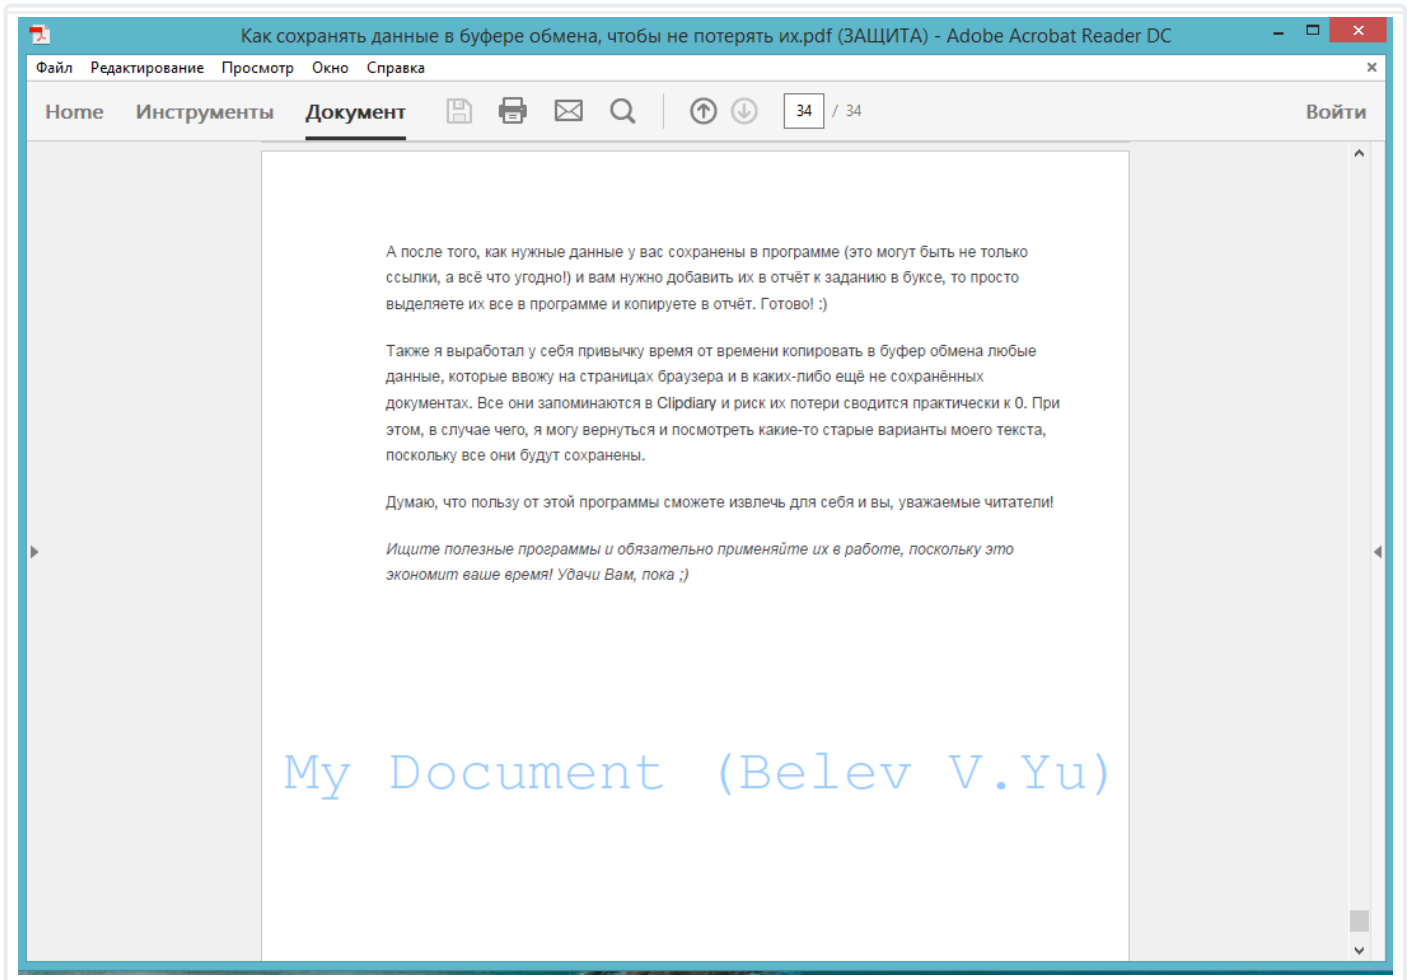 Как сохранять данные в буфере обмена, чтобы не потерять их.pdf (ЗАЩИТА) - Adobe Acrobat Reader DC
Файл Редактирование Просмотр Окно Справка
Home Инструменты Документ 34 / 34 Войти
А после того, как нужные данные у вас сохранены в программе (это могут быть не только
ссылки, а всё что угодно!) и вам нужно добавить их в отчёт к заданию в буксе, то просто
выделяете их все в программе и копируете в отчёт. Готово! :)
Также я выработал у себя привычку время от времени копировать в буфер обмена любые
данные, которые ввожу на страницах браузера и в каких-либо ещё не сохранённых
документах. Все они запоминаются в Clipdiary и риск их потери сводится практически к 0. При
этом, в случае чего, я могу вернуться и посмотреть какие-то старые варианты моего текста,
поскольку все они будут сохранены.
Думаю, что пользу от этой программы сможете извлечь для себя и вы, уважаемые читатели!
Ищите полезные программы и обязательно применяйте их в работе, поскольку это
экономит ваше время! Удачи Вам, пока ;)
My Document (Belev V.Yu)